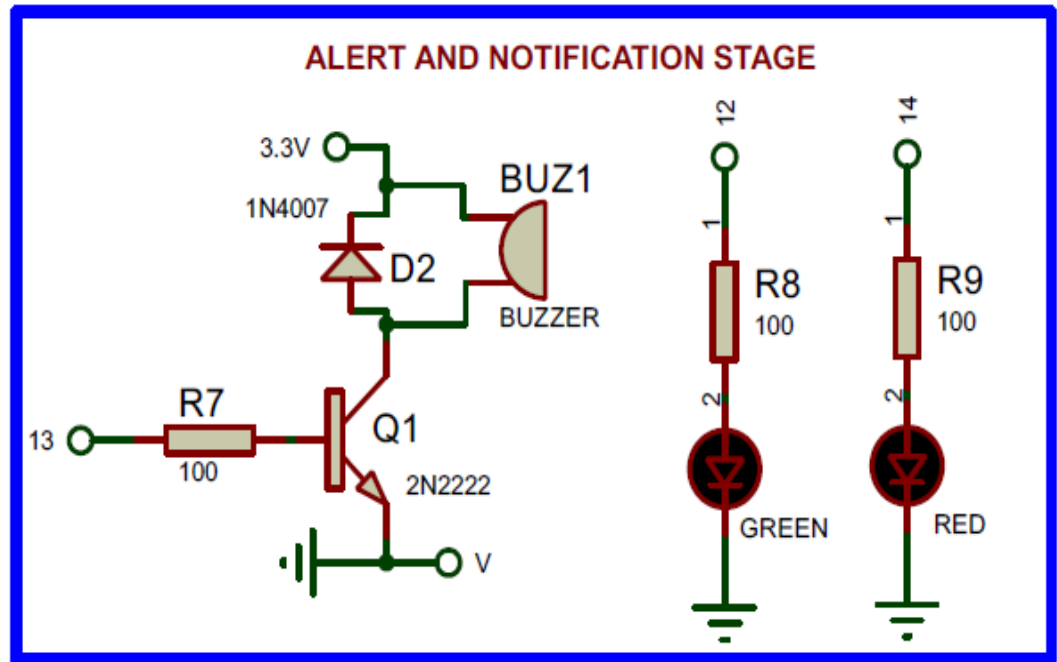 ALERT AND NOTIFICATION STAGE
3.3V
1N4007
D2
BUZ1
BUZZER
13
R7
100
Q1
2N2222
V
12
1
R8
100
2
GREEN
14
1
R9
100
2
RED